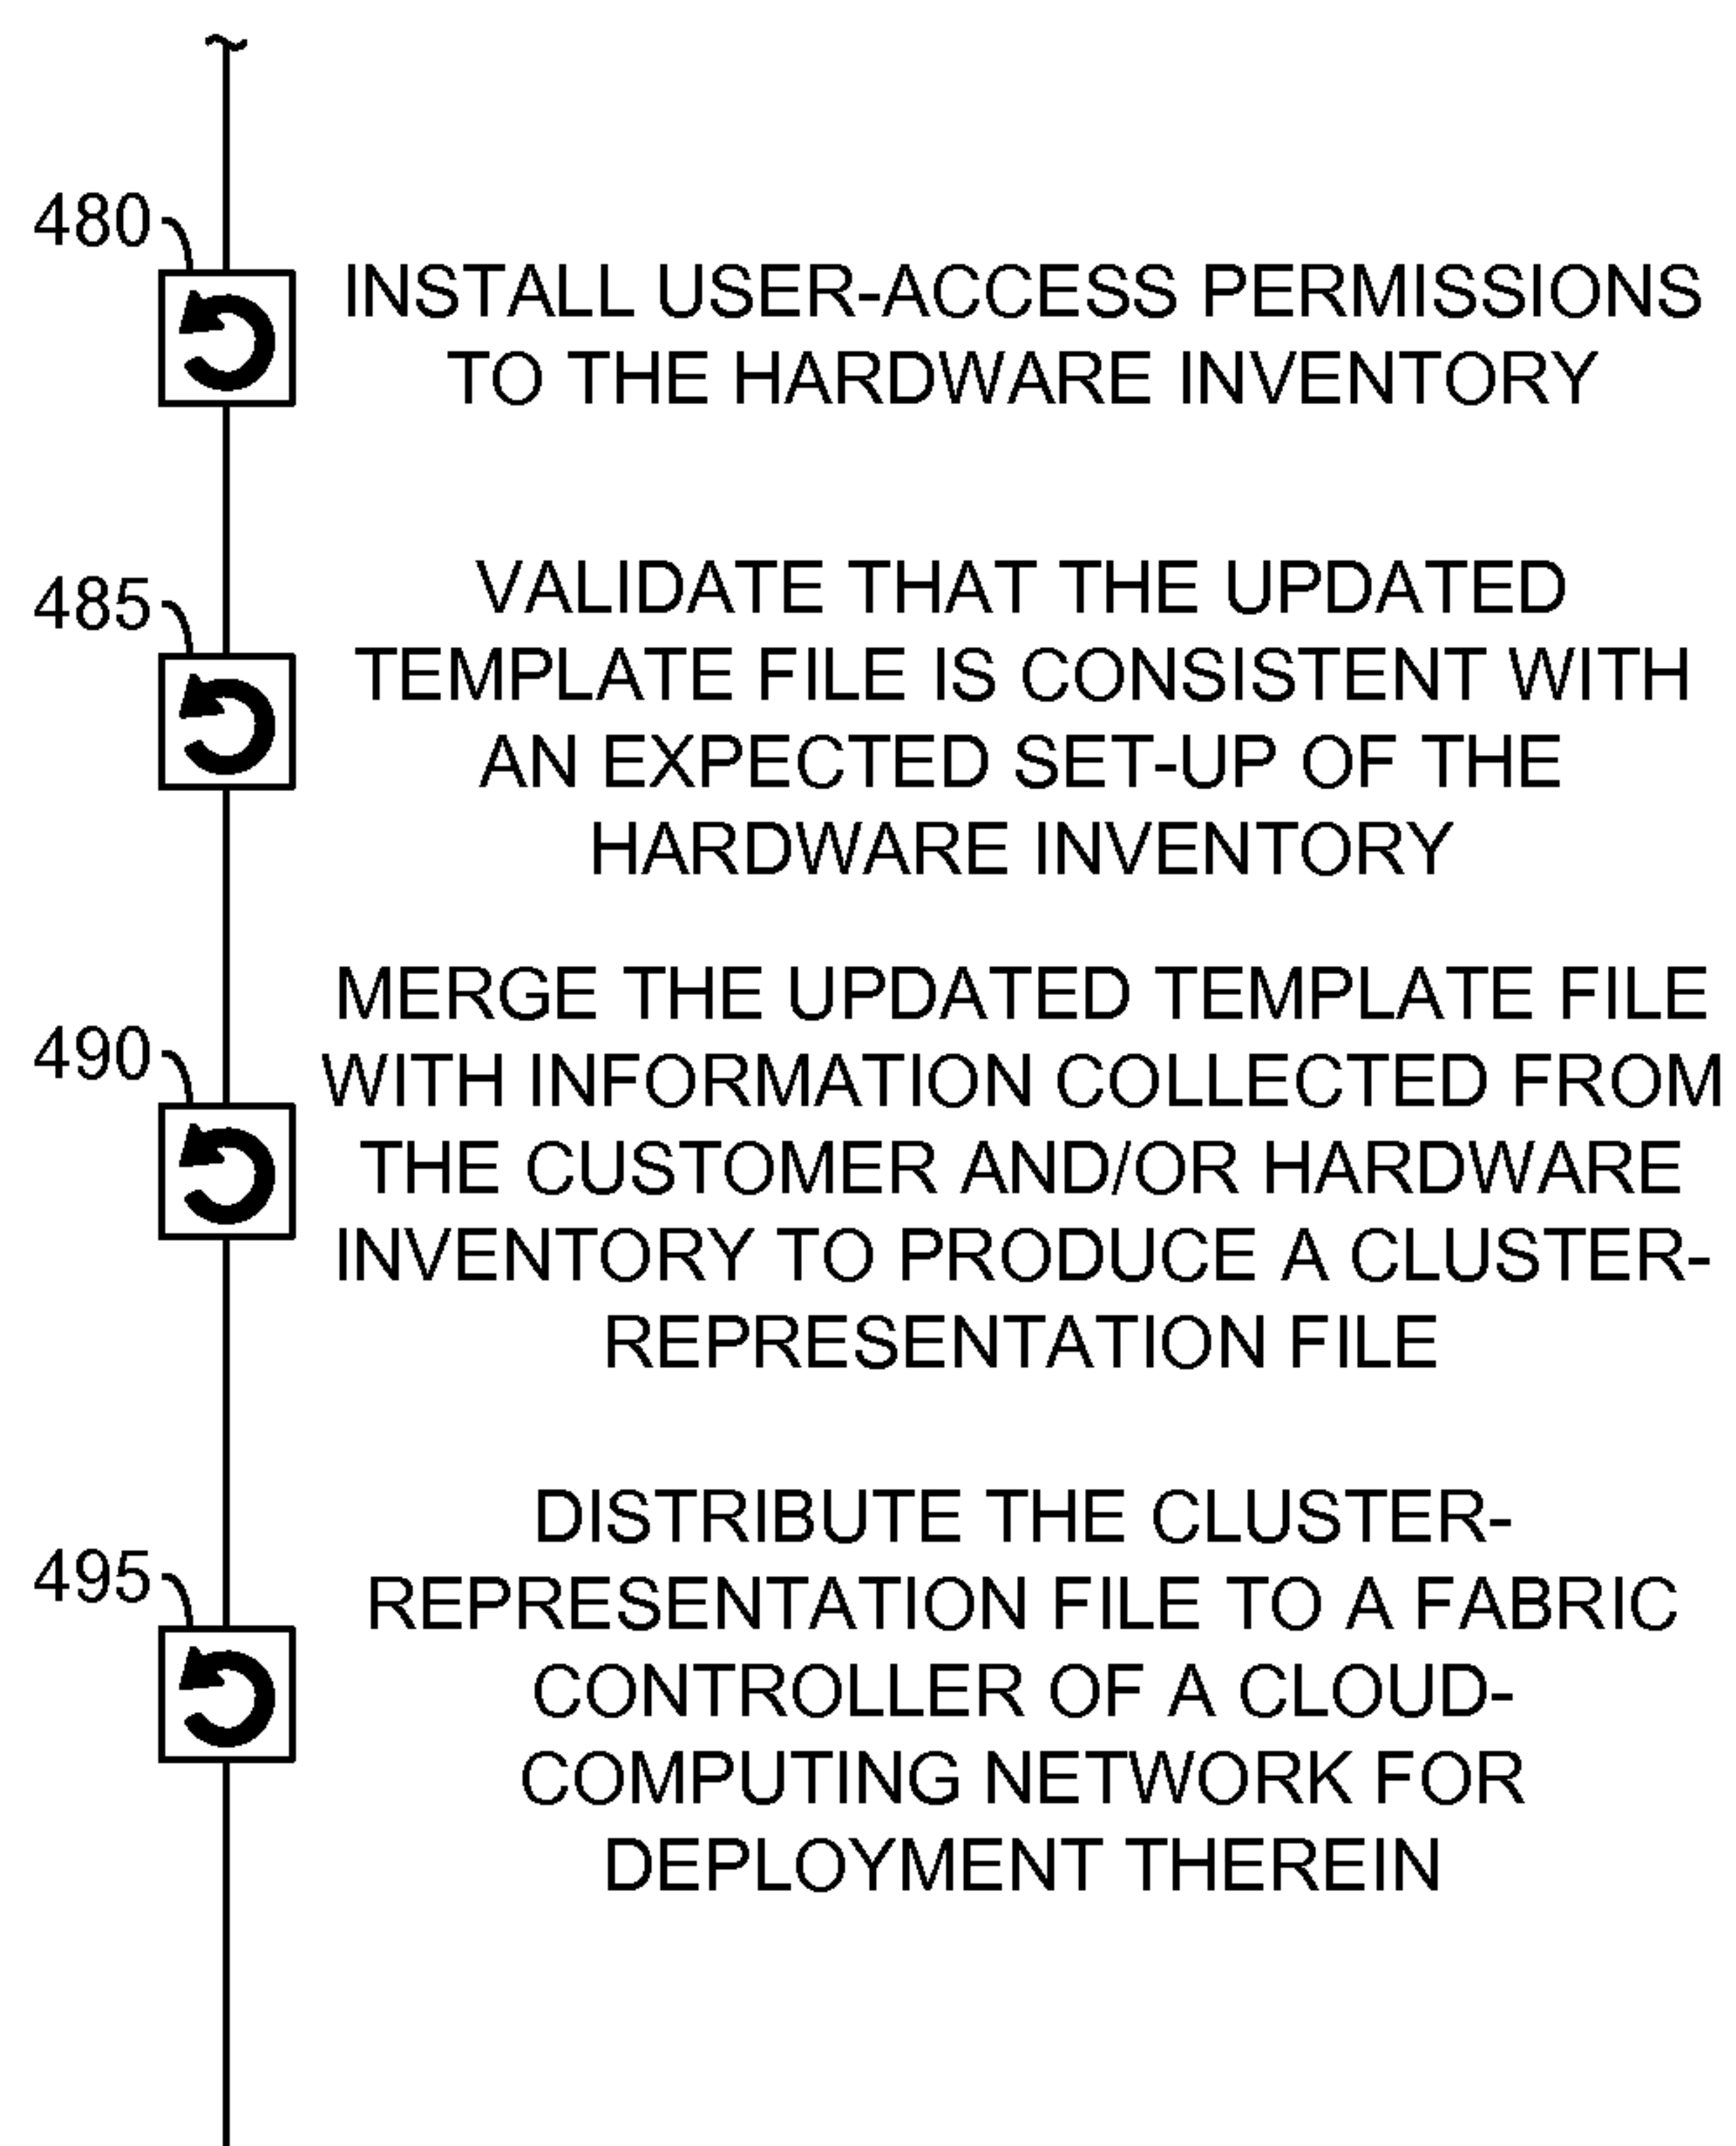 480
INSTALL USER-ACCESS PERMISSIONS
TO THE HARDWARE INVENTORY
485
VALIDATE THAT THE UPDATED
TEMPLATE FILE IS CONSISTENT WITH
AN EXPECTED SET-UP OF THE
HARDWARE INVENTORY
490
MERGE THE UPDATED TEMPLATE FILE
WITH INFORMATION COLLECTED FROM
THE CUSTOMER AND/OR HARDWARE
INVENTORY TO PRODUCE A CLUSTER-
REPRESENTATION FILE
495
DISTRIBUTE THE CLUSTER-
REPRESENTATION FILE TO A FABRIC
CONTROLLER OF A CLOUD-
COMPUTING NETWORK FOR
DEPLOYMENT THEREIN